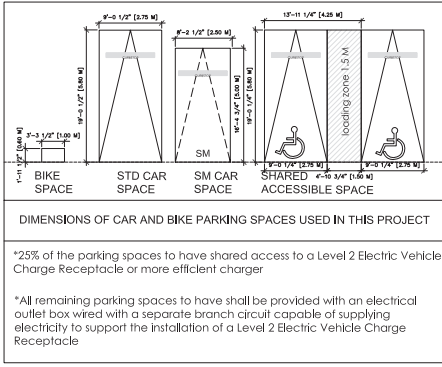 9'-0 1/2" [2.75 M]
8'-2 1/2" [2.50 M]
13'-11 1/4" [4.25 M]
19'-0 1/2" [5.80 M]
16'-4 3/4" [5.00 M]
19'-0 1/4" [5.80 M]
loading zone 1.5 M
1'-11 1/2" [0.60 M]
3'-3 1/2" [1.00 M]
SM
9'-0 1/4" [2.75 M]
9'-0 1/4" [2.75 M]
4'-10 3/4" [1.50 M]
BIKE SPACE
STD CAR SPACE
SM CAR SPACE
SHARED ACCESSIBLE SPACE
DIMENSIONS OF CAR AND BIKE PARKING SPACES USED IN THIS PROJECT
*25% of the parking spaces to have shared access to a Level 2 Electric Vehicle
Charge Receptacle or more efficient charger
*All remaining parking spaces to have shall be provided with an electrical
outlet box wired with a separate branch circuit capable of supplying
electricity to support the installation of a Level 2 Electric Vehicle Charge
Receptacle